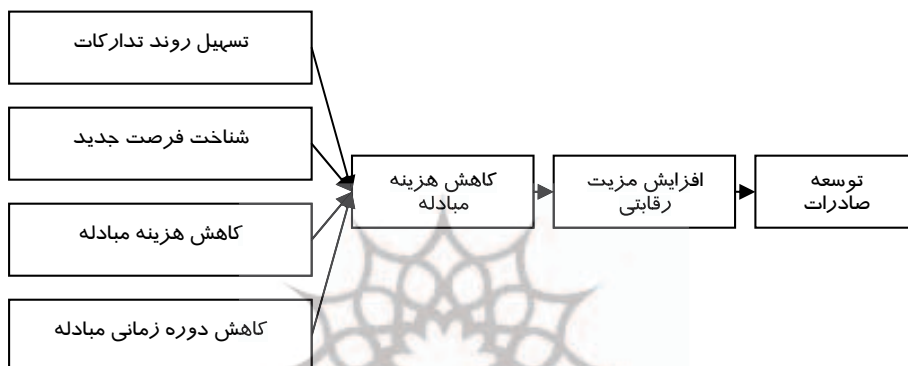 تسهیل روند تدارکات
شناخت فرصت جدید
کاهش هزینه مبادله
کاهش دوره زمانی مبادله
کاهش هزینه
مبادله
افزایش مزیت
رقابتی
توسعه
صادرات